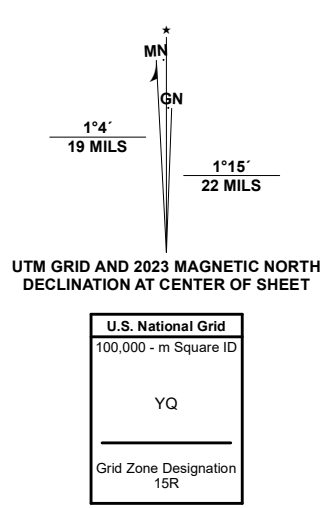 ★
MN
GN
1°4´
19 MILS
1°15´
22 MILS
UTM GRID AND 2023 MAGNETIC NORTH
DECLINATION AT CENTER OF SHEET
U.S. National Grid
100,000 - m Square ID
YQ
Grid Zone Designation
15R